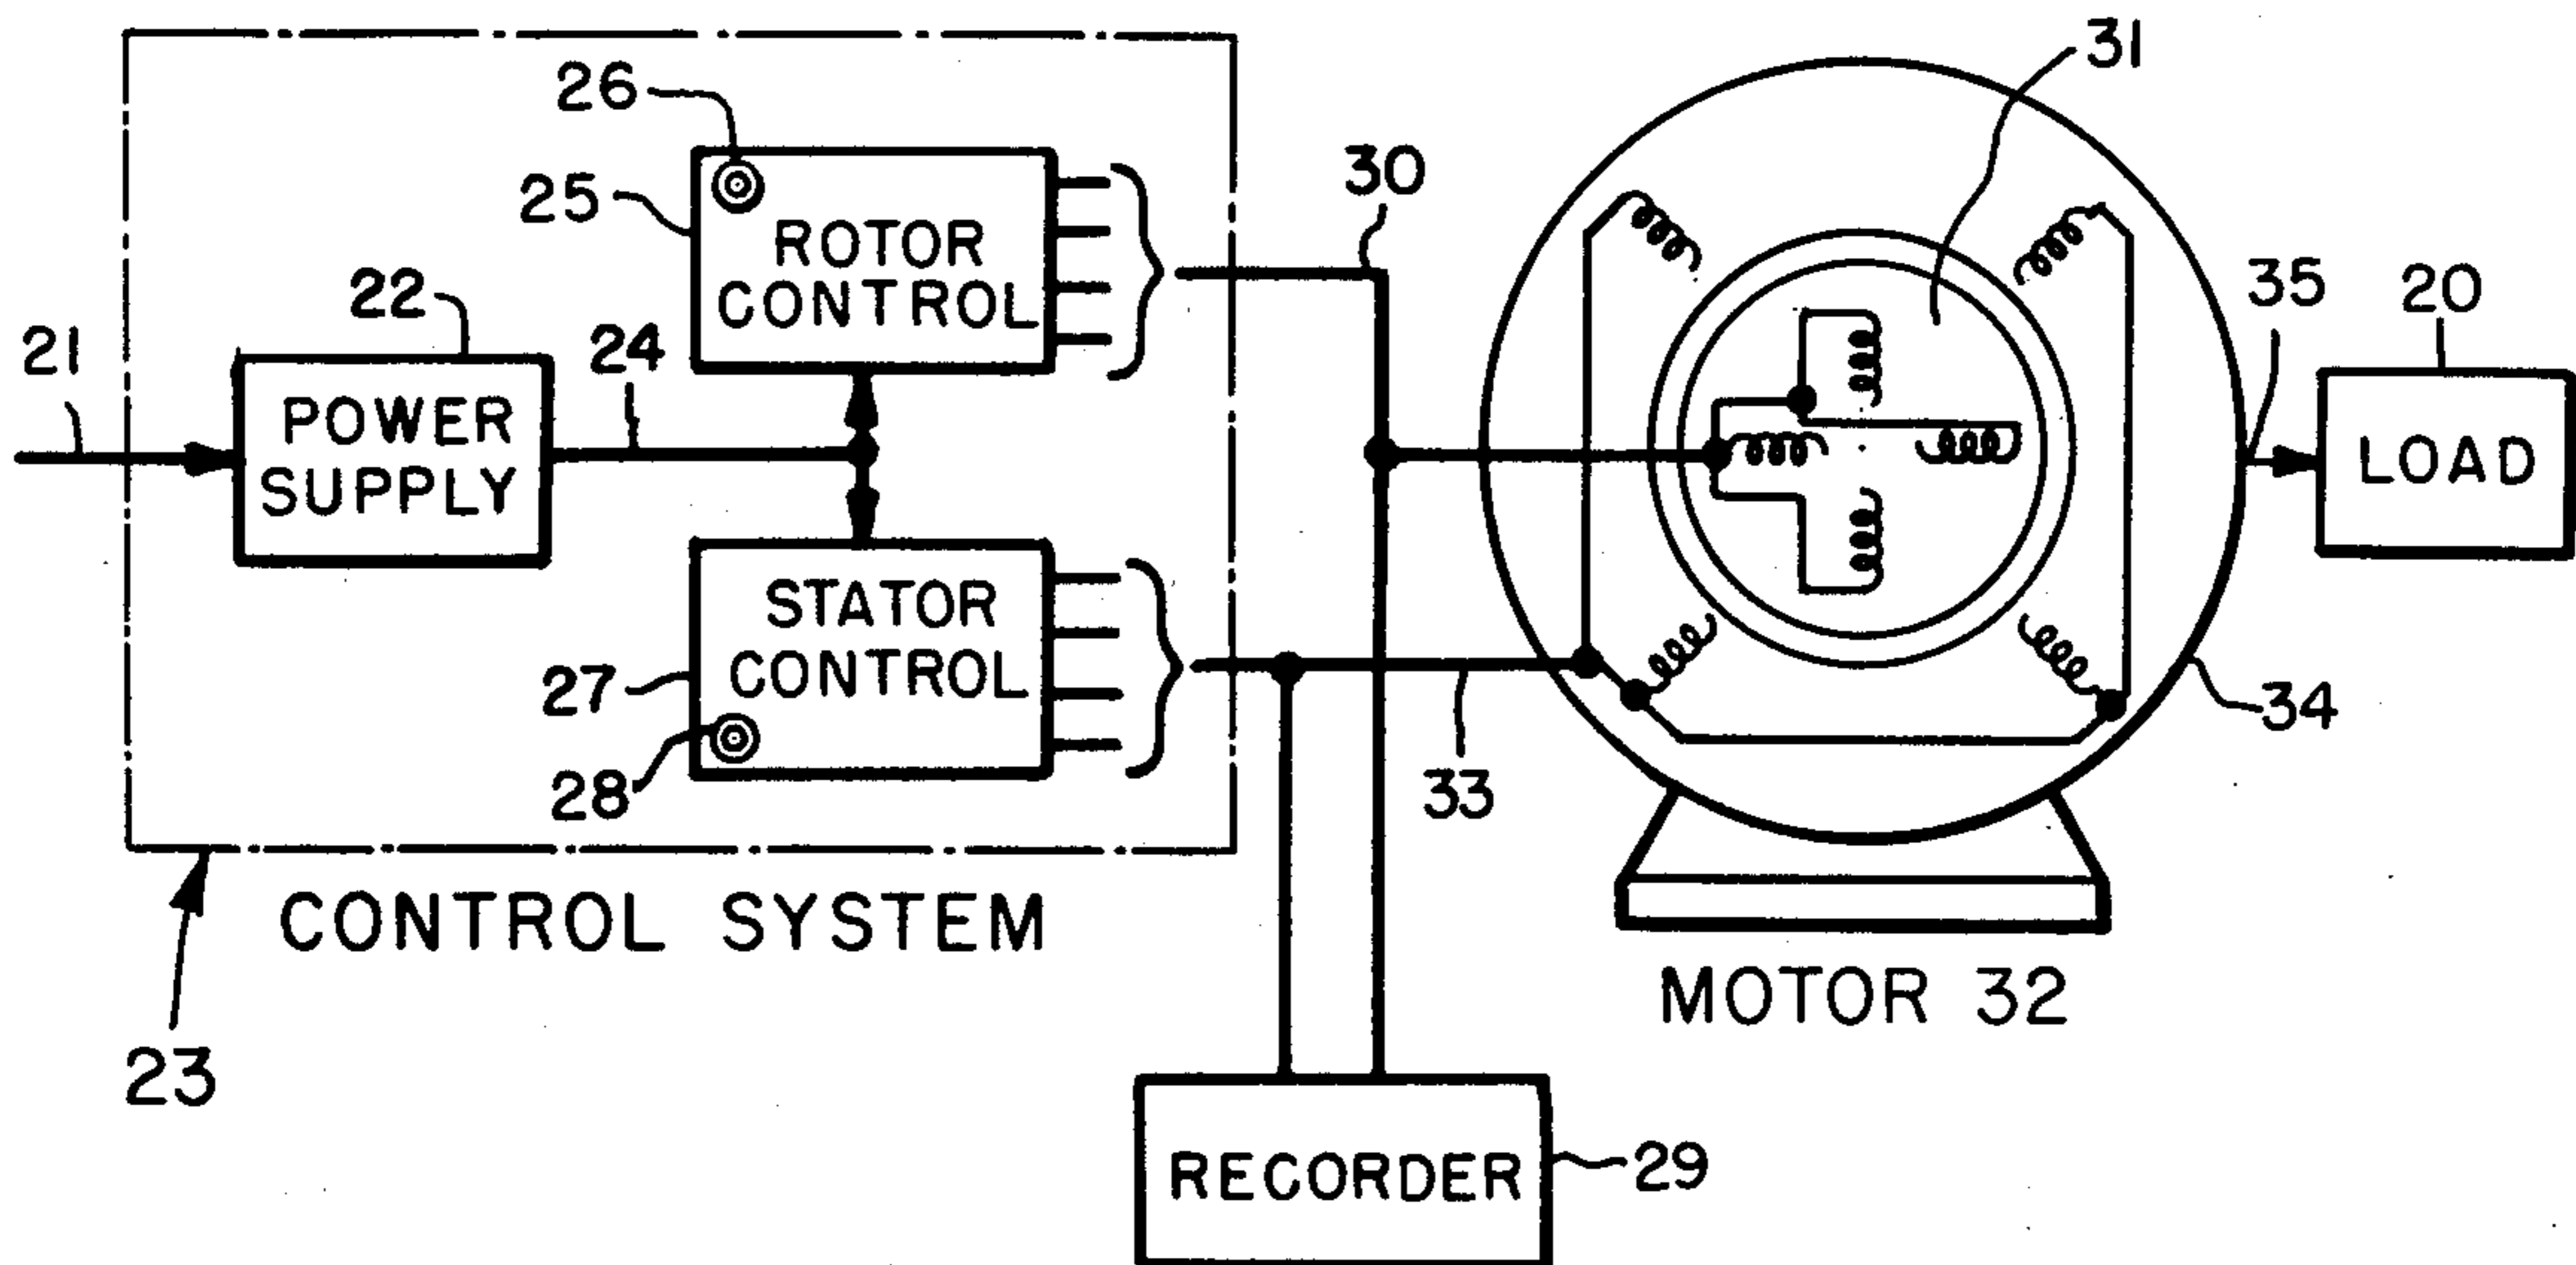 31
26
30
25
ROTOR
CONTROL
35
20
22
24
21
POWER
SUPPLY
LOAD
STATOR
CONTROL
27
28
33
34
CONTROL SYSTEM
MOTOR 32
23
RECORDER
29